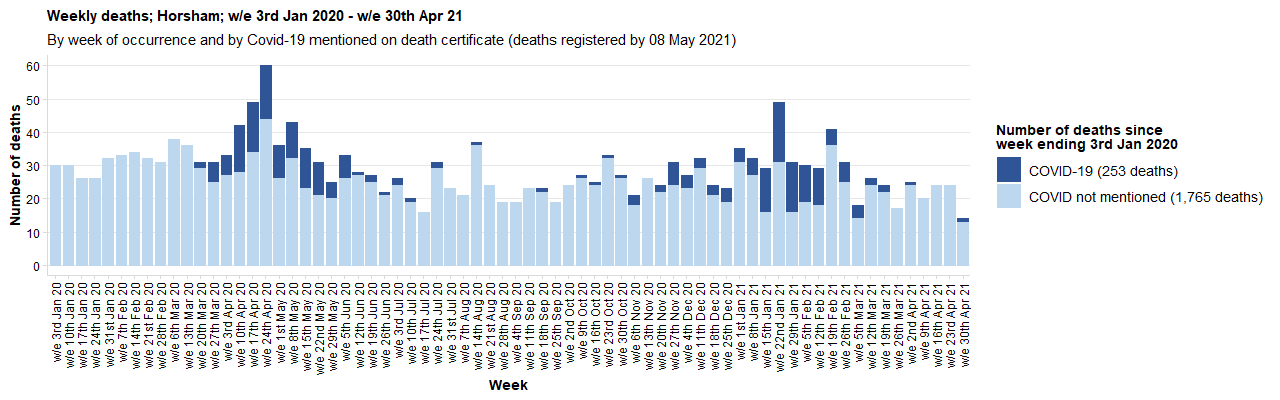 Weekly deaths; Horsham; w/e 3rd Jan 2020 - w/e 30th Apr 21
By week of occurrence and by Covid-19 mentioned on death certificate (deaths registered by 08 May 2021)
Number of deaths
60
50
40
30
20
10
0
w/e 3rd Jan 20
w/e 10th Jan 20
w/e 17th Jan 20
w/e 24th Jan 20
w/e 31st Jan 20
w/e 7th Feb 20
w/e 14th Feb 20
w/e 21st Feb 20
w/e 28th Feb 20
w/e 6th Mar 20
w/e 13th Mar 20
w/e 20th Mar 20
w/e 27th Mar 20
w/e 3rd Apr 20
w/e 10th Apr 20
w/e 17th Apr 20
w/e 24th Apr 20
w/e 1st May 20
w/e 8th May 20
w/e 15th May 20
w/e 22nd May 20
w/e 29th May 20
w/e 5th Jun 20
w/e 12th Jun 20
w/e 19th Jun 20
w/e 26th Jun 20
w/e 3rd Jul 20
w/e 10th Jul 20
w/e 17th Jul 20
w/e 24th Jul 20
w/e 31st Jul 20
w/e 7th Aug 20
w/e 14th Aug 20
w/e 21st Aug 20
w/e 28th Aug 20
w/e 4th Sep 20
w/e 11th Sep 20
w/e 18th Sep 20
w/e 25th Sep 20
w/e 2nd Oct 20
w/e 9th Oct 20
w/e 16th Oct 20
w/e 23rd Oct 20
w/e 30th Oct 20
w/e 6th Nov 20
w/e 13th Nov 20
w/e 20th Nov 20
w/e 27th Nov 20
w/e 4th Dec 20
w/e 11th Dec 20
w/e 18th Dec 20
w/e 25th Dec 20
w/e 1st Jan 21
w/e 8th Jan 21
w/e 15th Jan 21
w/e 22nd Jan 21
w/e 29th Jan 21
w/e 5th Feb 21
w/e 12th Feb 21
w/e 19th Feb 21
w/e 26th Feb 21
w/e 5th Mar 21
w/e 12th Mar 21
w/e 19th Mar 21
w/e 26th Mar 21
w/e 2nd Apr 21
w/e 9th Apr 21
w/e 16th Apr 21
w/e 23rd Apr 21
w/e 30th Apr 21
Week
Number of deaths since
week ending 3rd Jan 2020
COVID-19 (253 deaths)
COVID not mentioned (1,765 deaths)